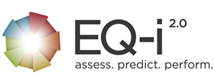 EQ-i 2.0
assess. predict. perform.